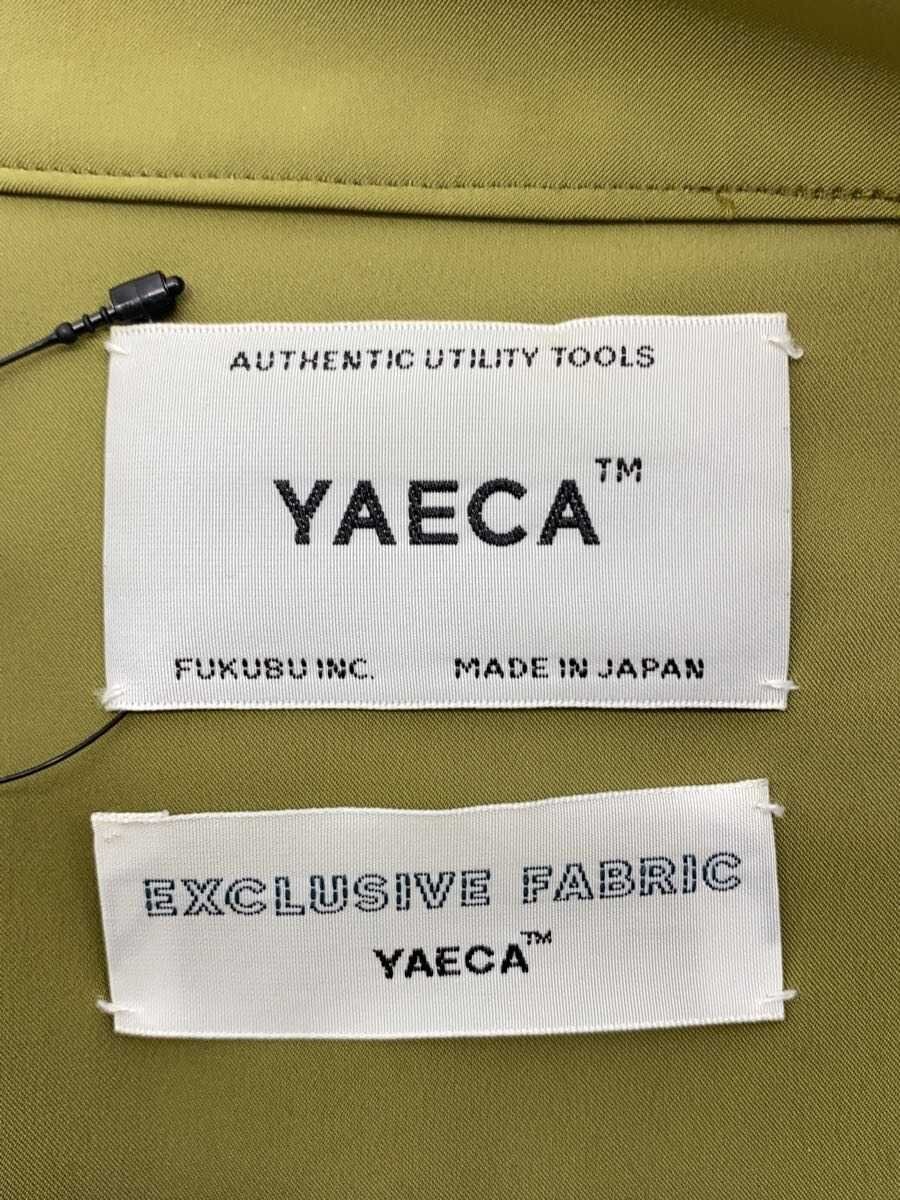 AUTHENTIC UTILITY TOOLS
YAECA™
FUKUBU INC. MADE IN JAPAN
EXCLUSIVE FABRIC
YAECA™